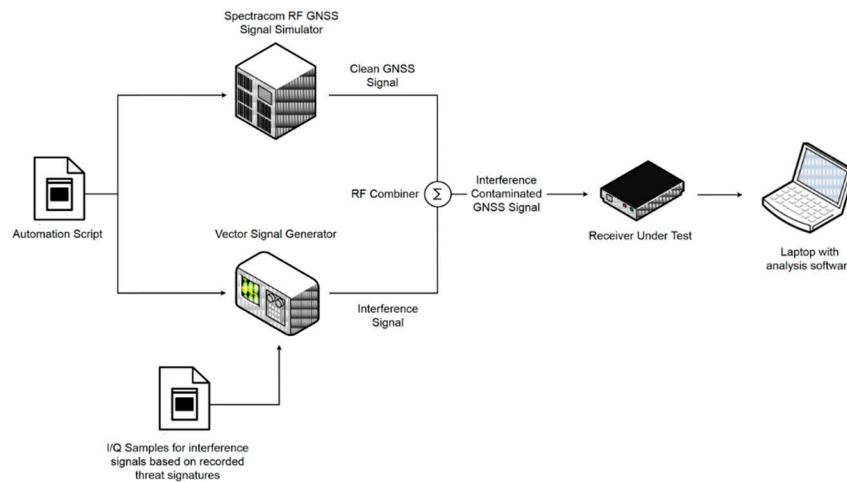 Spectracom RF GNSS
Signal Simulator
Clean GNSS
Signal
Automation Script
Vector Signal Generator
RF Combiner
Σ
Interference
Contaminated
GNSS Signal
Interference
Signal
Receiver Under Test
Laptop with
analysis software
I/Q Samples for interference
signals based on recorded
threat signatures